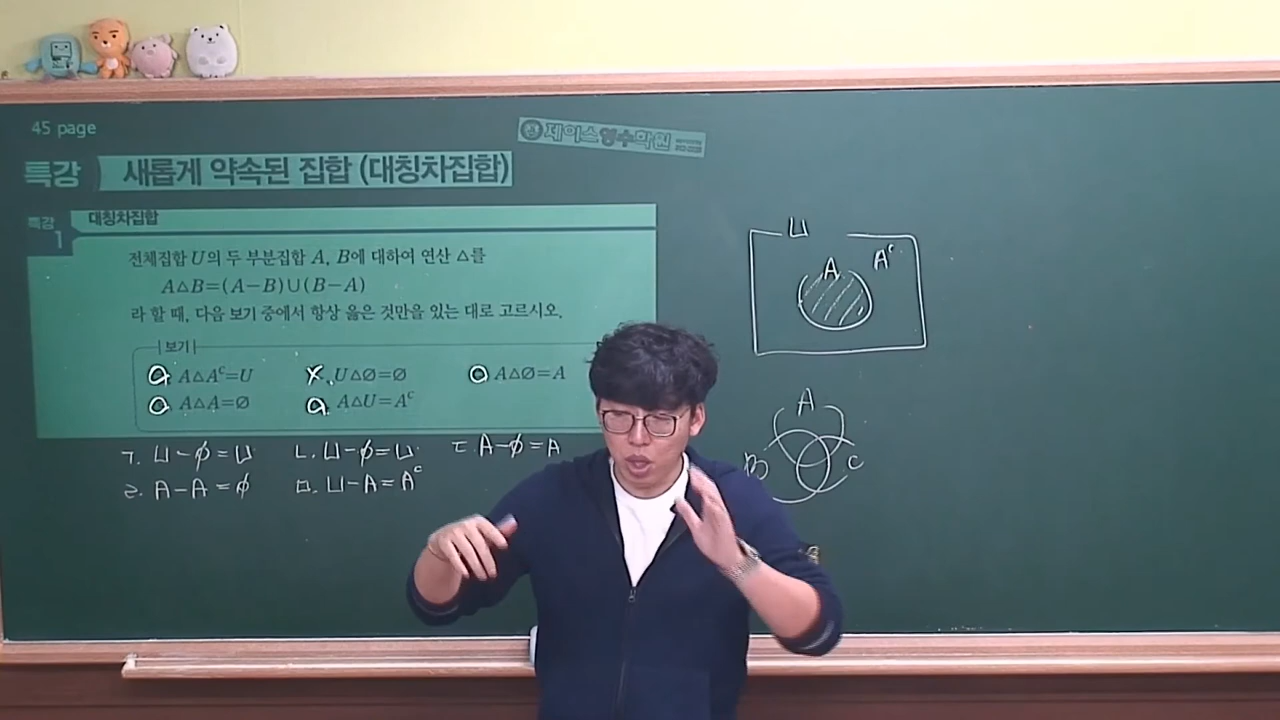 45 page
제이스영수학원
특강 새롭게 약속된 집합 (대칭차집합)
특강 1 대칭차집합
전체집합 U의 두 부분집합 A, B에 대하여 연산 △를
A△B=(A−B)∪(B−A)
라 할 때, 다음 보기 중에서 항상 옳은 것만을 있는 대로 고르시오.
보기
A△Aᶜ=U X. U△∅=∅ A△∅=A
A△A=∅ A△U=Aᶜ
ㄱ. U−∅=U ㄴ. U−∅=U ㄷ. A−∅=A
ㄹ. A−A=∅ ㅁ. U−A=Aᶜ
U
A Aᶜ
A
B C